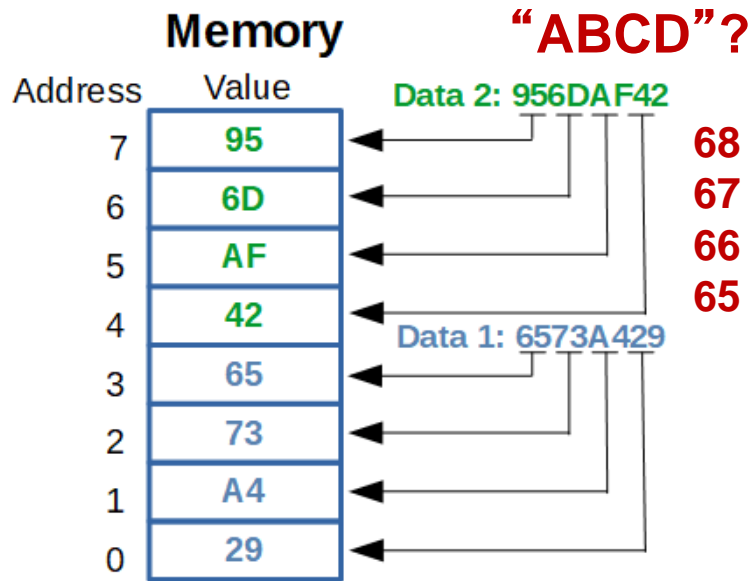 Memory “ABCD”?
Address Value Data 2: 956DAF42
7 95 68
6 6D 67
5 AF 66
4 42 65
Data 1: 6573A429
3 65
2 73
1 A4
0 29